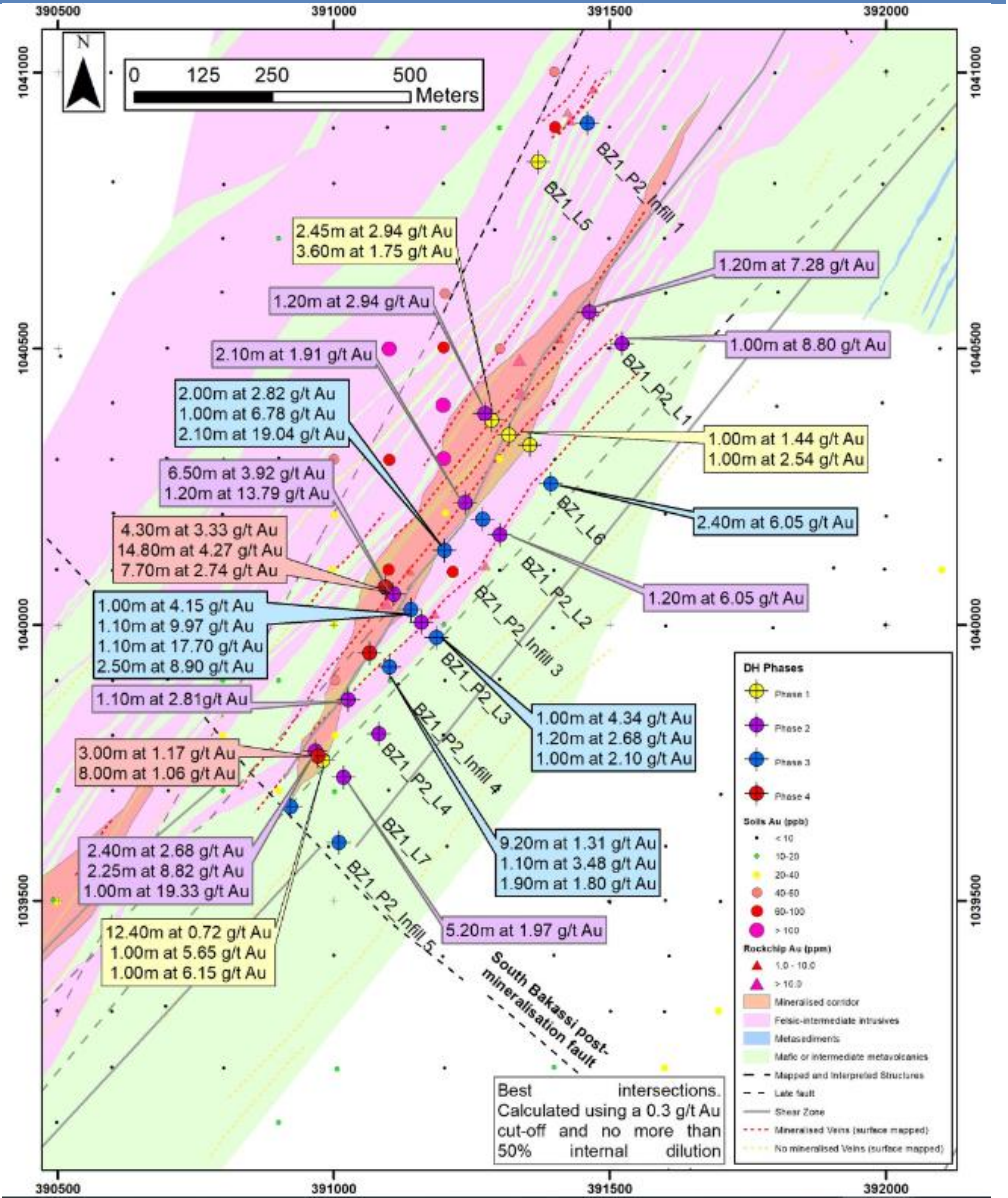 390500
391000
391500
392000
N
0
125
250
500
Meters
1041000
1041000
BZ1_P2_Infill 1
BZ1_L5
2.45m at 2.94 g/t Au
3.60m at 1.75 g/t Au
1.20m at 7.28 g/t Au
1.20m at 2.94 g/t Au
1.00m at 8.80 g/t Au
1040500
1040500
2.10m at 1.91 g/t Au
BZ1_P2_L1
2.00m at 2.82 g/t Au
1.00m at 6.78 g/t Au
2.10m at 19.04 g/t Au
1.00m at 1.44 g/t Au
1.00m at 2.54 g/t Au
6.50m at 3.92 g/t Au
1.20m at 13.79 g/t Au
BZ1_L6
2.40m at 6.05 g/t Au
4.30m at 3.33 g/t Au
14.80m at 4.27 g/t Au
7.70m at 2.74 g/t Au
BZ1_P2_L2
1.20m at 6.05 g/t Au
1.00m at 4.15 g/t Au
1.10m at 9.97 g/t Au
1.10m at 17.70 g/t Au
2.50m at 8.90 g/t Au
1040000
1040000
BZ1_P2_Infill 3
BZ1_P2_L3
1.10m at 2.81g/t Au
1.00m at 4.34 g/t Au
1.20m at 2.68 g/t Au
1.00m at 2.10 g/t Au
BZ1_P2_Infill 4
3.00m at 1.17 g/t Au
8.00m at 1.06 g/t Au
BZ1_P2_L4
BZ1_L7
2.40m at 2.68 g/t Au
2.25m at 8.82 g/t Au
1.00m at 19.33 g/t Au
9.20m at 1.31 g/t Au
1.10m at 3.48 g/t Au
1.90m at 1.80 g/t Au
BZ1_P2_Infill_5
1039500
1039500
12.40m at 0.72 g/t Au
1.00m at 5.65 g/t Au
1.00m at 6.15 g/t Au
5.20m at 1.97 g/t Au
South Bakassi post-
mineralisation fault
Best intersections.
Calculated using a 0.3 g/t Au
cut-off and no more than
50% internal dilution
DH Phases
Phase 1
Phase 2
Phase 3
Phase 4
Soils Au (ppb)
< 10
10-20
20-40
40-60
60-100
> 100
Rockchip Au (ppm)
1.0 - 10.0
> 10.0
Mineralised corridor
Felsic-intermediate intrusives
Metasediments
Mafic or intermediate metavolcanics
Mapped and Interpreted Structures
Late fault
Shear Zone
Mineralised Veins (surface mapped)
No mineralised Veins (surface mapped)
390500
391000
391500
392000